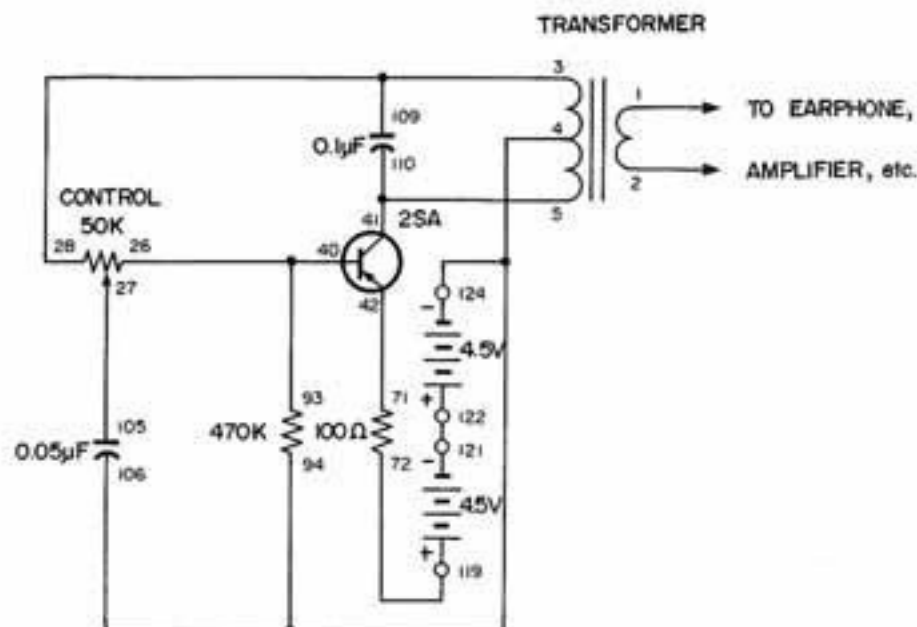 TRANSFORMER
3
1
TO EARPHONE,
109
4
0.1µF
110
AMPLIFIER, etc.
2
CONTROL
50K
41
2SA
5
28
26
40
27
42
124
-
4.5V
+
122
93
71
105
470K
100Ω
121
0.05µF
94
72
-
106
4.5V
+
119